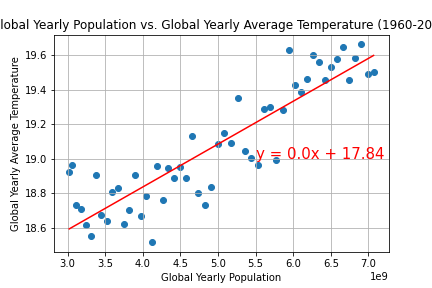 lobal Yearly Population vs. Global Yearly Average Temperature (1960-20
19.6
19.4
19.2
19.0
18.8
18.6
Global Yearly Average Temperature
y = 0.0x + 17.84
3.0 3.5 4.0 4.5 5.0 5.5 6.0 6.5 7.0
1e9
Global Yearly Population